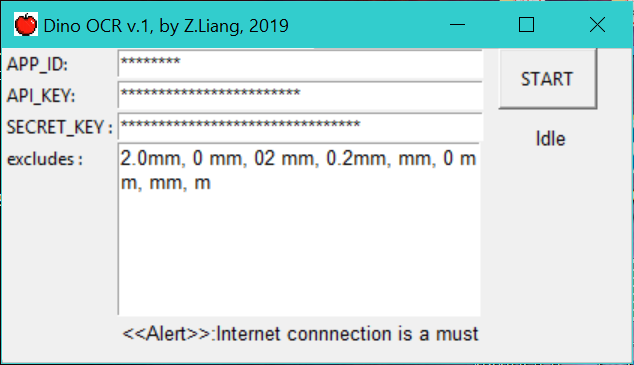 Dino OCR v.1, by Z.Liang, 2019
APP_ID: ********
START
API_KEY: ************************
SECRET_KEY : ********************************
Idle
excludes : 2.0mm, 0 mm, 02 mm, 0.2mm, mm, 0 m
m, mm, m
<<Alert>>:Internet connnection is a must